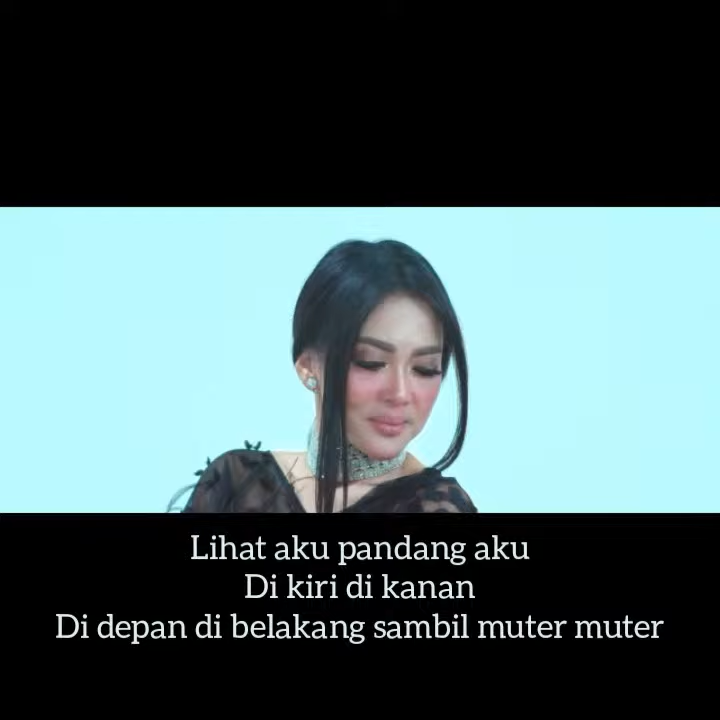 Lihat aku pandang aku
Di kiri di kanan
Di depan di belakang sambil muter muter